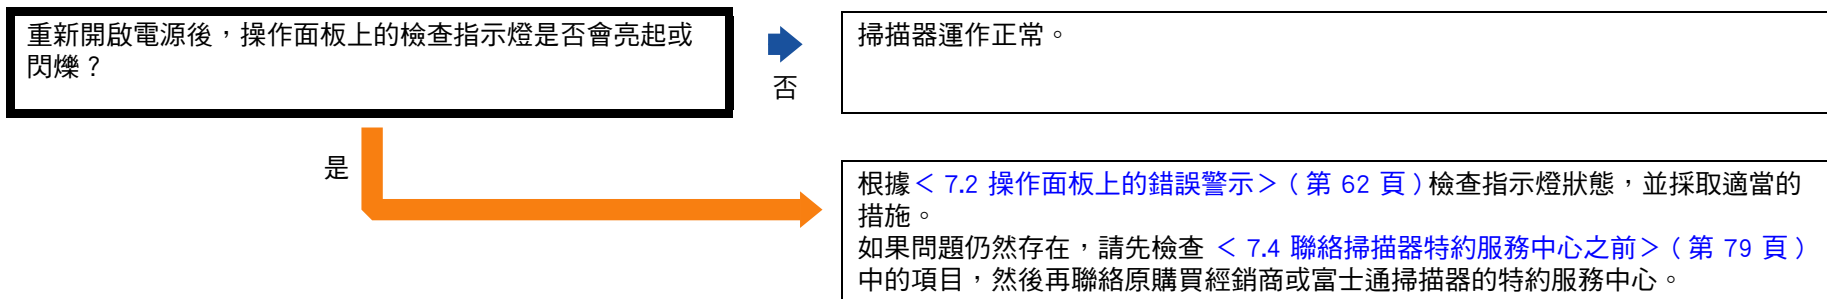 重新開啟電源後，操作面板上的檢查指示燈是否會亮起或
閃爍？
否
掃描器運作正常。
是
根據＜ 7.2 操作面板上的錯誤警示＞ ( 第 62 頁 ) 檢查指示燈狀態，並採取適當的
措施。
如果問題仍然存在，請先檢查 ＜ 7.4 聯絡掃描器特約服務中心之前＞ ( 第 79 頁 )
中的項目，然後再聯絡原購買經銷商或富士通掃描器的特約服務中心。